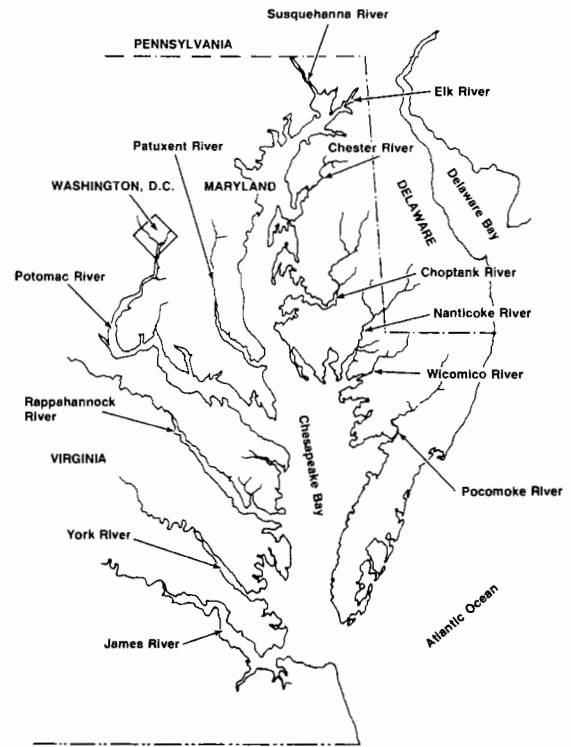 Susquehanna River
PENNSYLVANIA
Elk River
Patuxent River
Chester River
WASHINGTON, D.C.
MARYLAND
DELAWARE
Delaware Bay
Potomac River
Choptank River
Nanticoke River
Wicomico River
Rappahannock
River
Chesapeake Bay
VIRGINIA
Pocomoke River
York River
Atlantic Ocean
James River